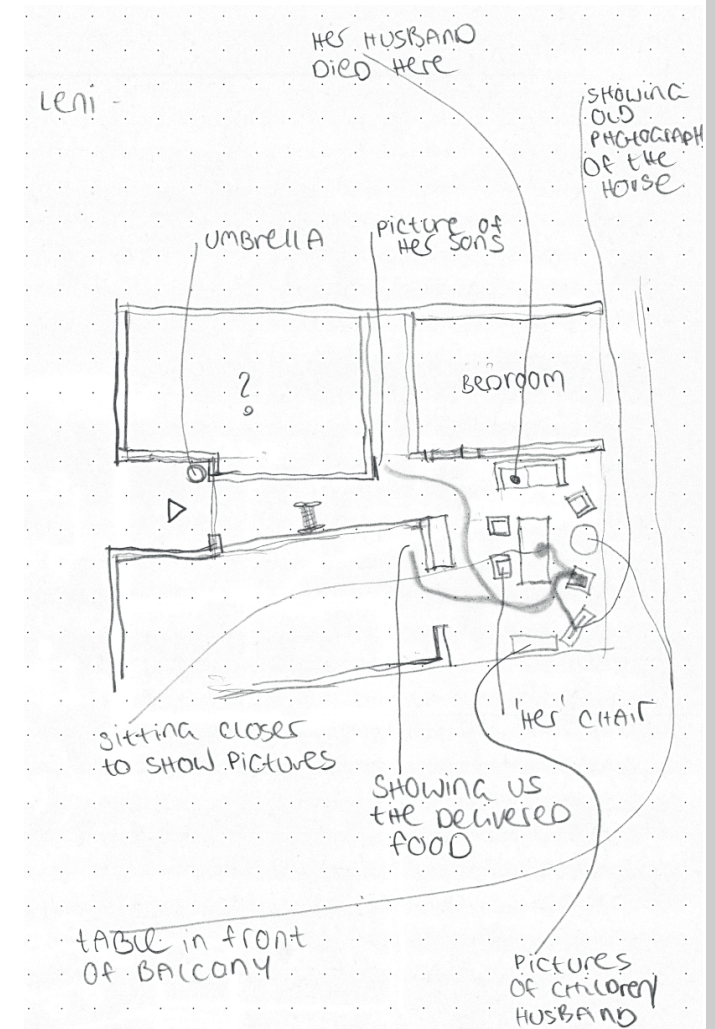 Her HUSBAND
DieD Here
Leni -
SHOWING
OLD
PHOTOGRAPH
OF the
House
UMBrellA
picture of
Her sons
?
BeDroom
'Her' CHAir
sitting closer
to SHOW PICtures
SHOWing US
tHe Delivered
fOOD
tABLe in front
OF BALCONY
Pictures
OF CHilDren/
HUSBAND